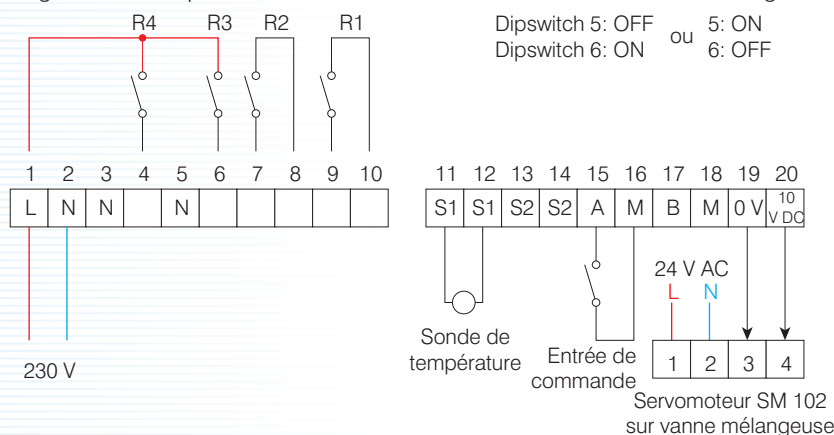 R4 R3 R2 R1
Dipswitch 5: OFF ou 5: ON
Dipswitch 6: ON 6: OFF
1 2 3 4 5 6 7 8 9 10
L N N N
11 12 13 14 15 16 17 18 19 20
S1 S1 S2 S2 A M B M 0 V 10 V DC
230 V
Sonde de
température
Entrée de
commande
24 V AC
L N
1 2 3 4
Servomoteur SM 102
sur vanne mélangeuse